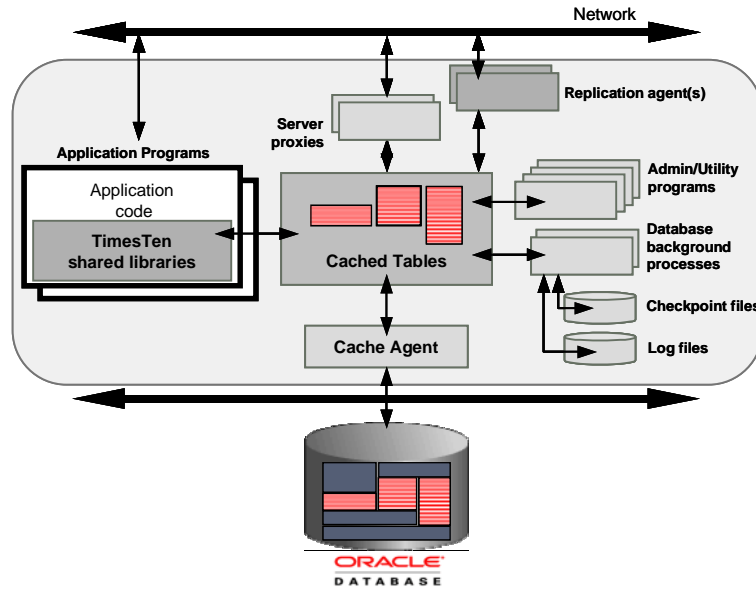 Network
Replication agent(s)
Server
proxies
Application Programs
Application
code
TimesTen
shared libraries
Cached Tables
Admin/Utility
programs
Database
background
processes
Checkpoint files
Log files
Cache Agent
ORACLE®
DATABASE